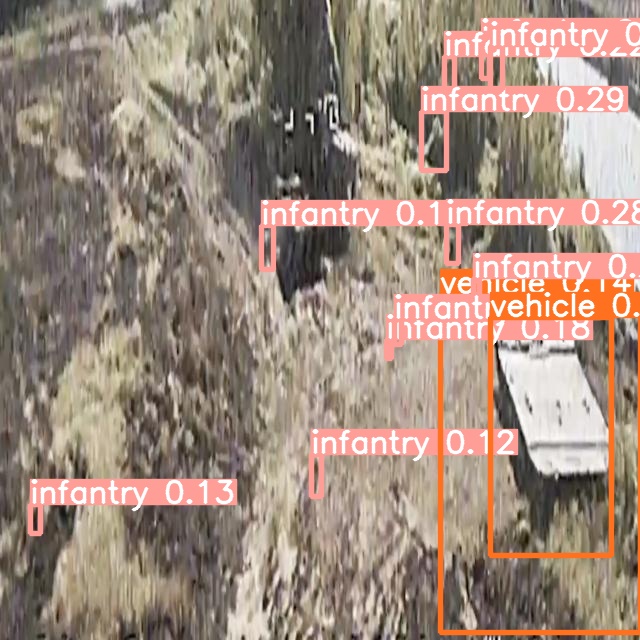 infantry 0
infantry 0.29
infantry 0.1
infantry 0.28
infantry 0.
vehicle 0.14
infantry
vehicle 0.
infantry 0.18
infantry 0.12
infantry 0.13